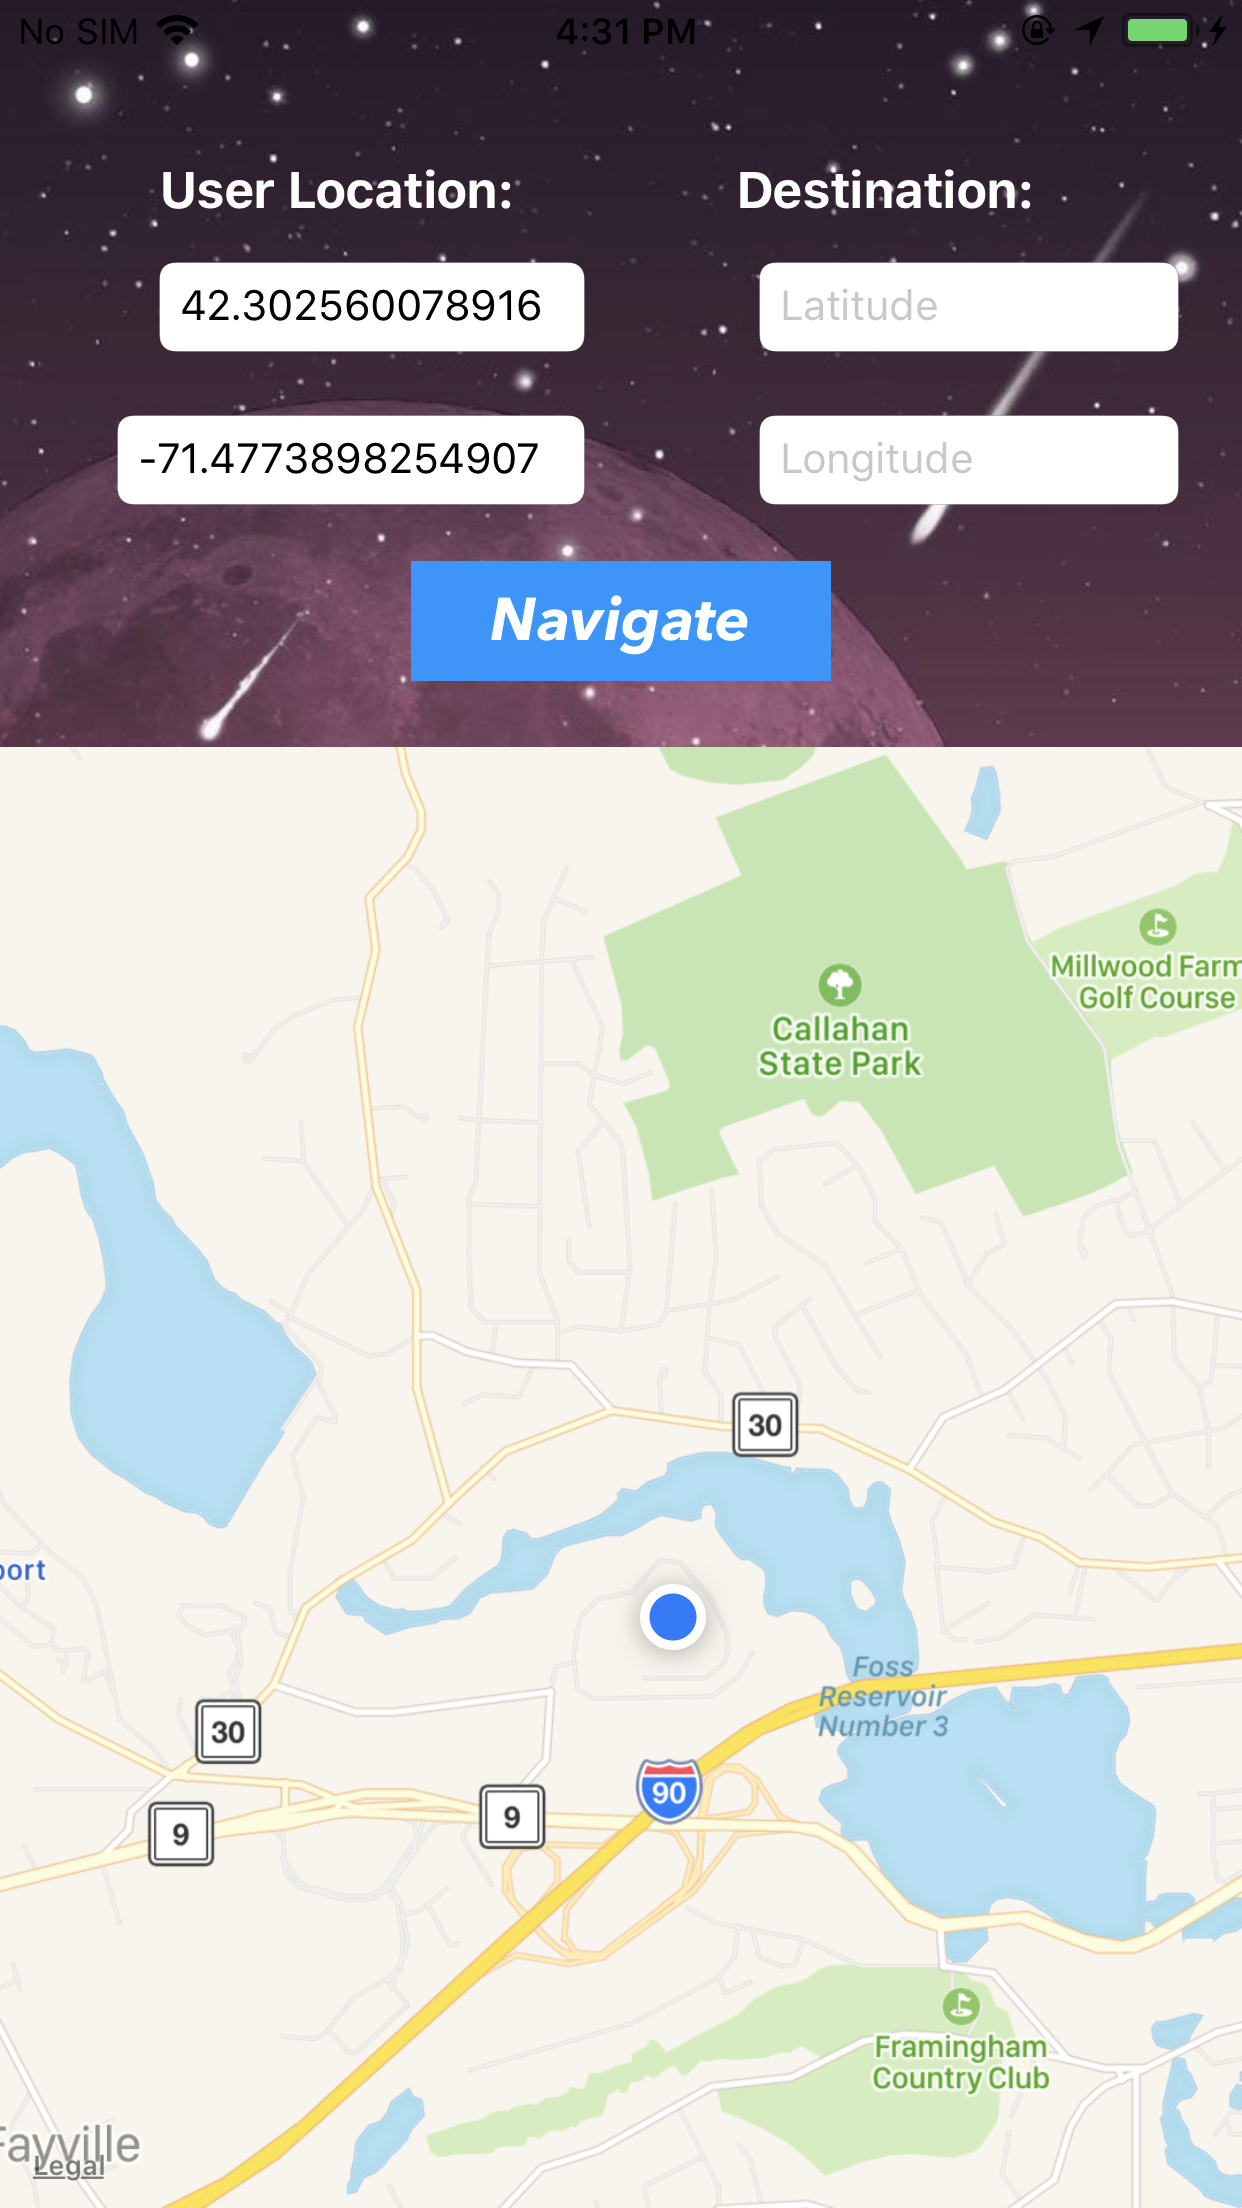 No SIM 4:31 PM
User Location: Destination:
42.302560078916 Latitude
-71.4773898254907 Longitude
Navigate
Millwood Farm
Golf Course
Callahan
State Park
30
port
Foss
Reservoir
Number 3
30
90
9
9
Framingham
Country Club
Fayville
Legal